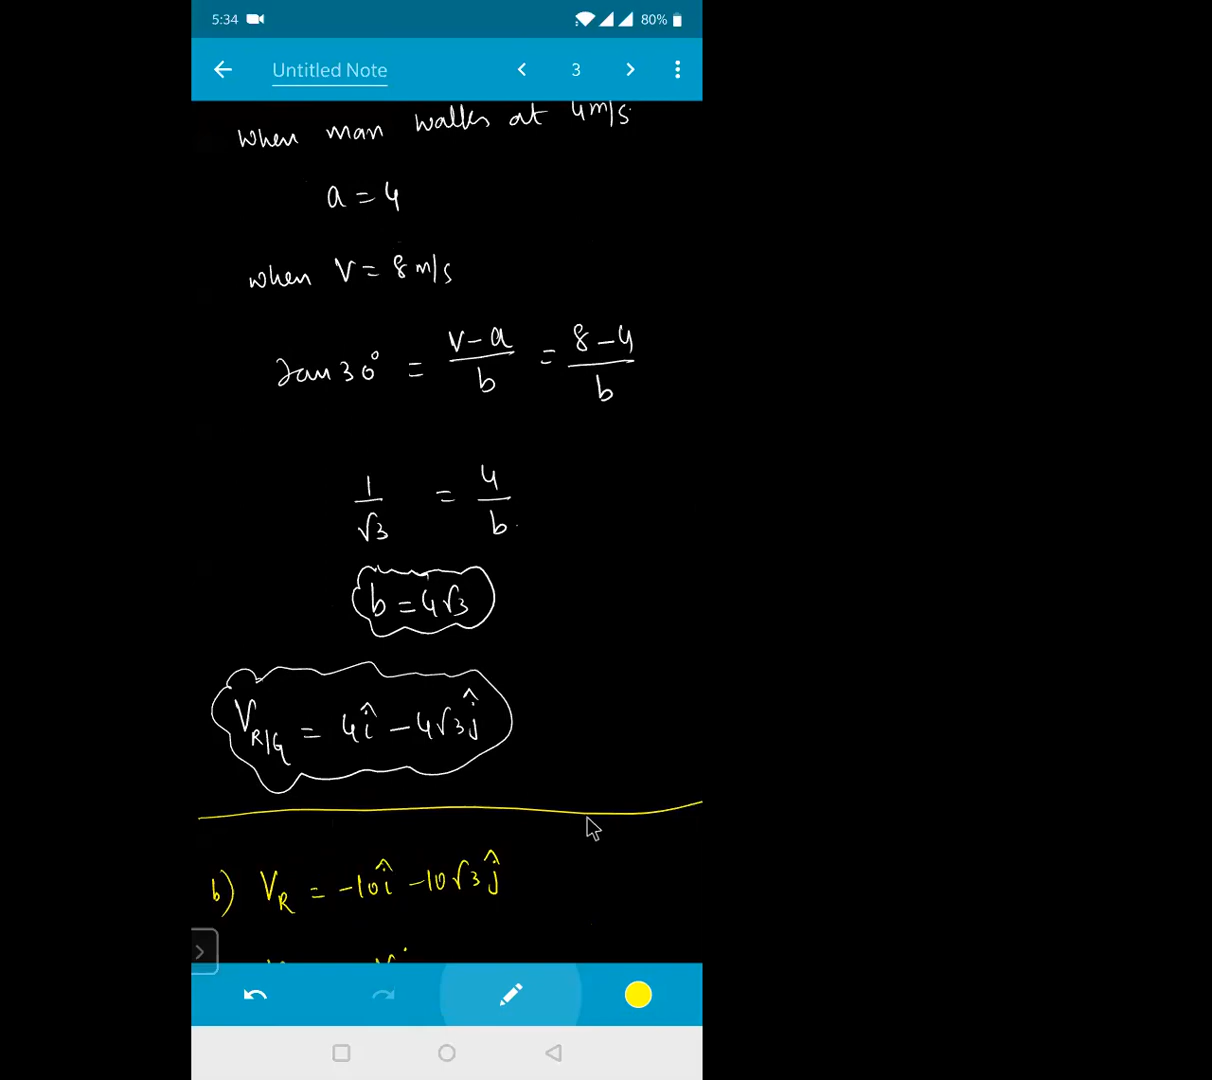 5:34 80%
Untitled Note 3
when man walks at 4m/s
a = 4
when V = 8 m/s
Tan 30° = V-a/b = 8-4/b
1/√3 = 4/b
b = 4√3
V_R/G = 4î - 4√3ĵ
b) V_R = -10î - 10√3ĵ